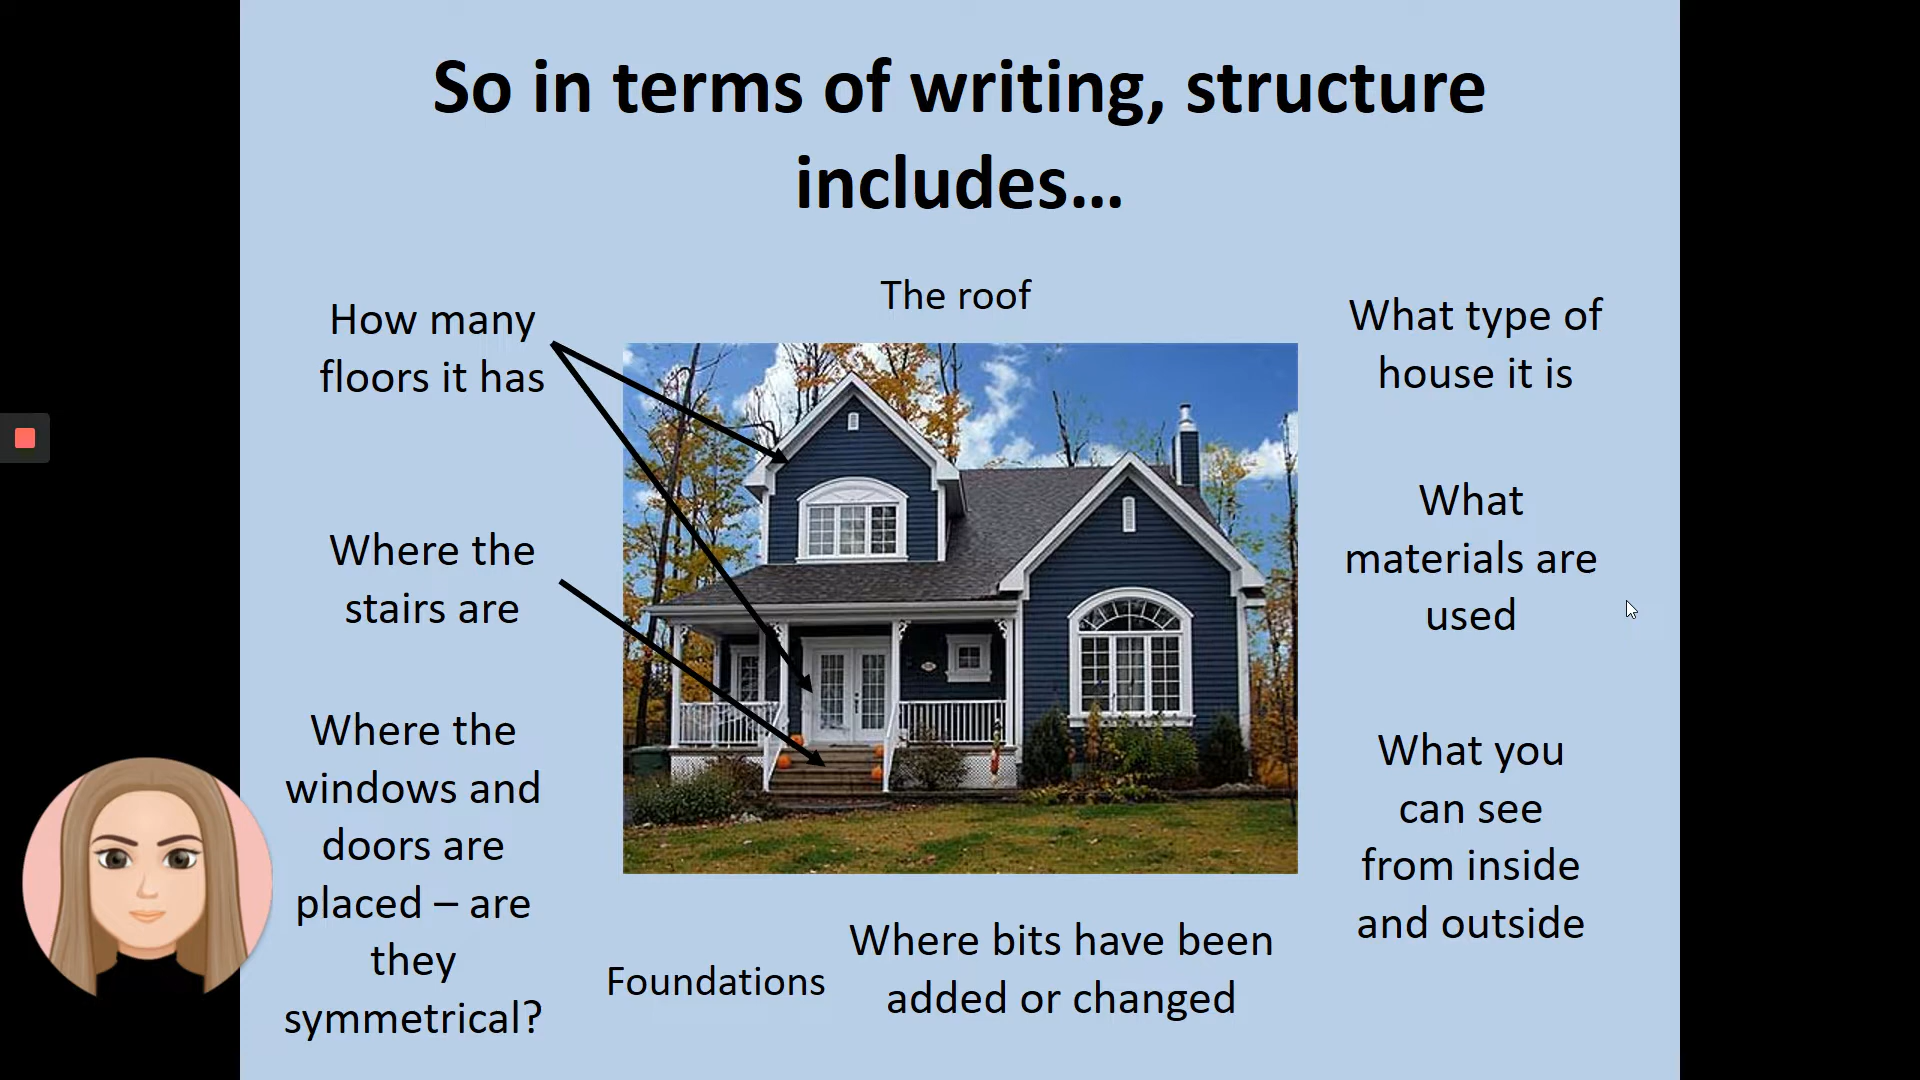 So in terms of writing, structure
includes...
The roof
How many
floors it has
What type of
house it is
Where the
stairs are
What
materials are
used
Where the
windows and
doors are
placed – are
they
symmetrical?
What you
can see
from inside
and outside
Foundations
Where bits have been
added or changed